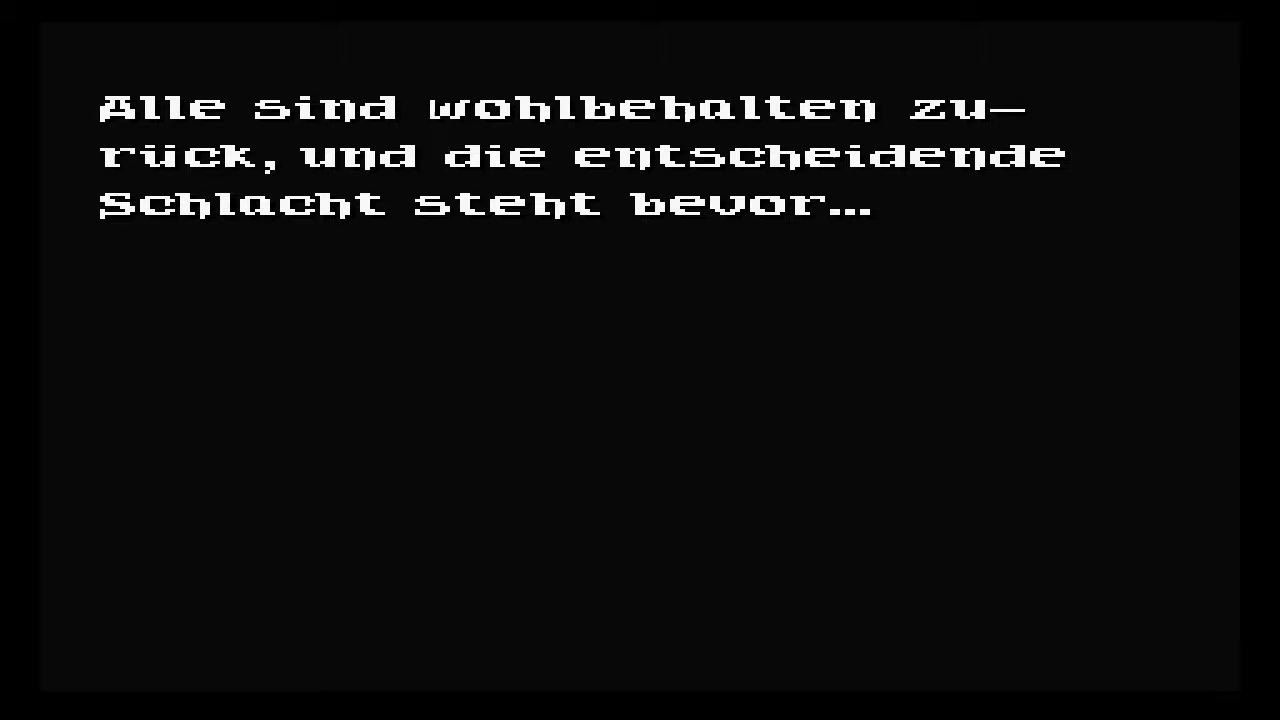 Alle sind wohlbehalten zu-
rück, und die entscheidende
Schlacht steht bevor...